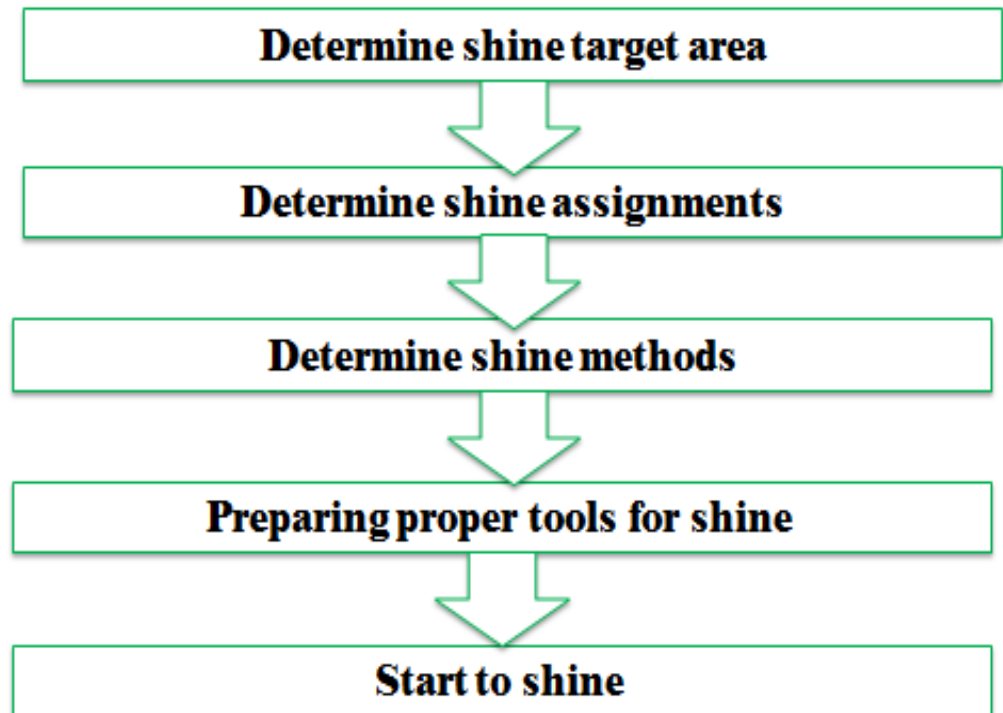 Determine shine target area
Determine shine assignments
Determine shine methods
Preparing proper tools for shine
Start to shine